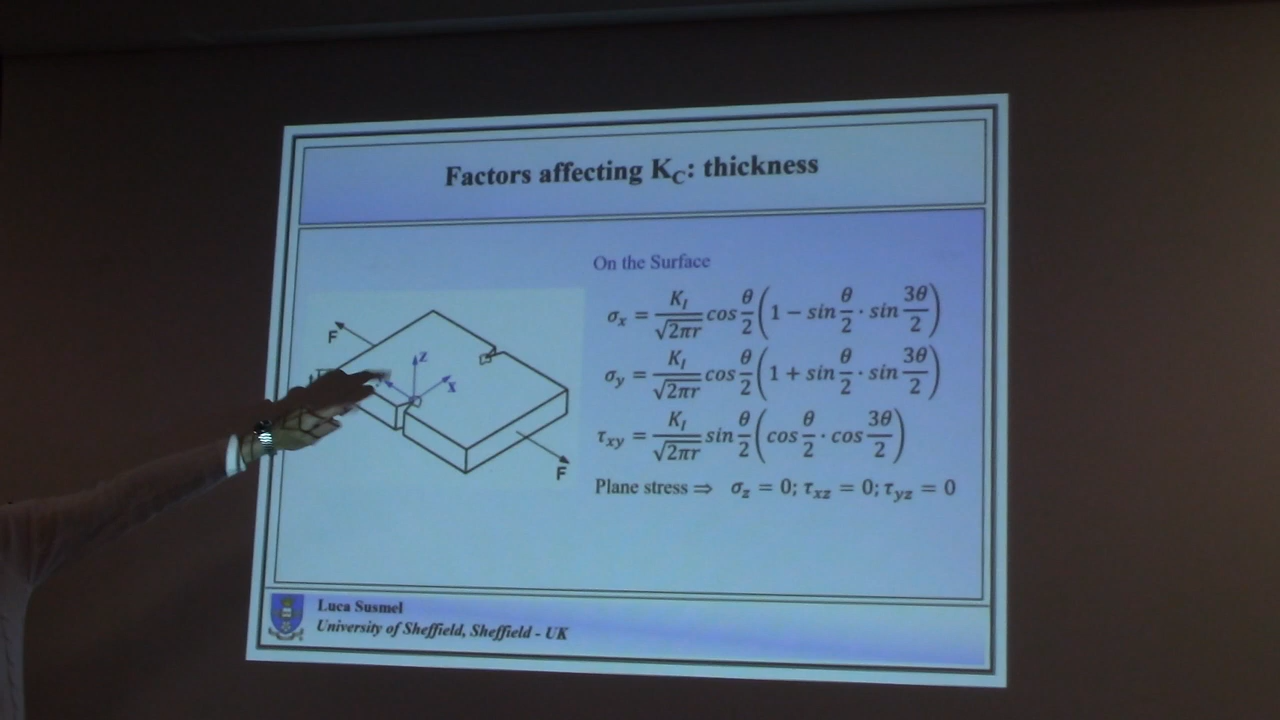 Factors affecting K_C: thickness
On the Surface
σ_x = K_I/√(2πr) cos θ/2 (1 − sin θ/2 · sin 3θ/2)
σ_y = K_I/√(2πr) cos θ/2 (1 + sin θ/2 · sin 3θ/2)
τ_xy = K_I/√(2πr) sin θ/2 (cos θ/2 · cos 3θ/2)
Plane stress ⇒ σ_z = 0; τ_xz = 0; τ_yz = 0
F
z
x
F
Luca Susmel
University of Sheffield, Sheffield - UK